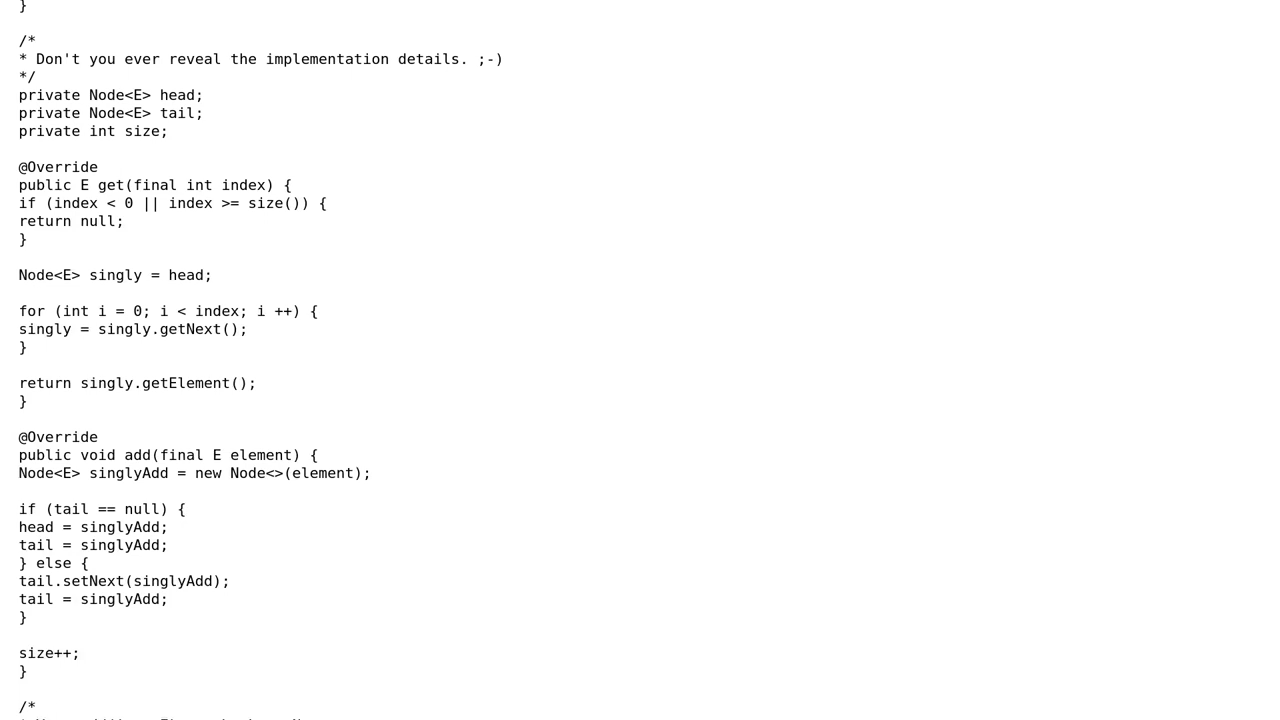 }
/*
* Don't you ever reveal the implementation details. ;-)
*/
private Node<E> head;
private Node<E> tail;
private int size;
@Override
public E get(final int index) {
if (index < 0 || index >= size()) {
return null;
}
Node<E> singly = head;
for (int i = 0; i < index; i ++) {
singly = singly.getNext();
}
return singly.getElement();
}
@Override
public void add(final E element) {
Node<E> singlyAdd = new Node<>(element);
if (tail == null) {
head = singlyAdd;
tail = singlyAdd;
} else {
tail.setNext(singlyAdd);
tail = singlyAdd;
}
size++;
}
/*